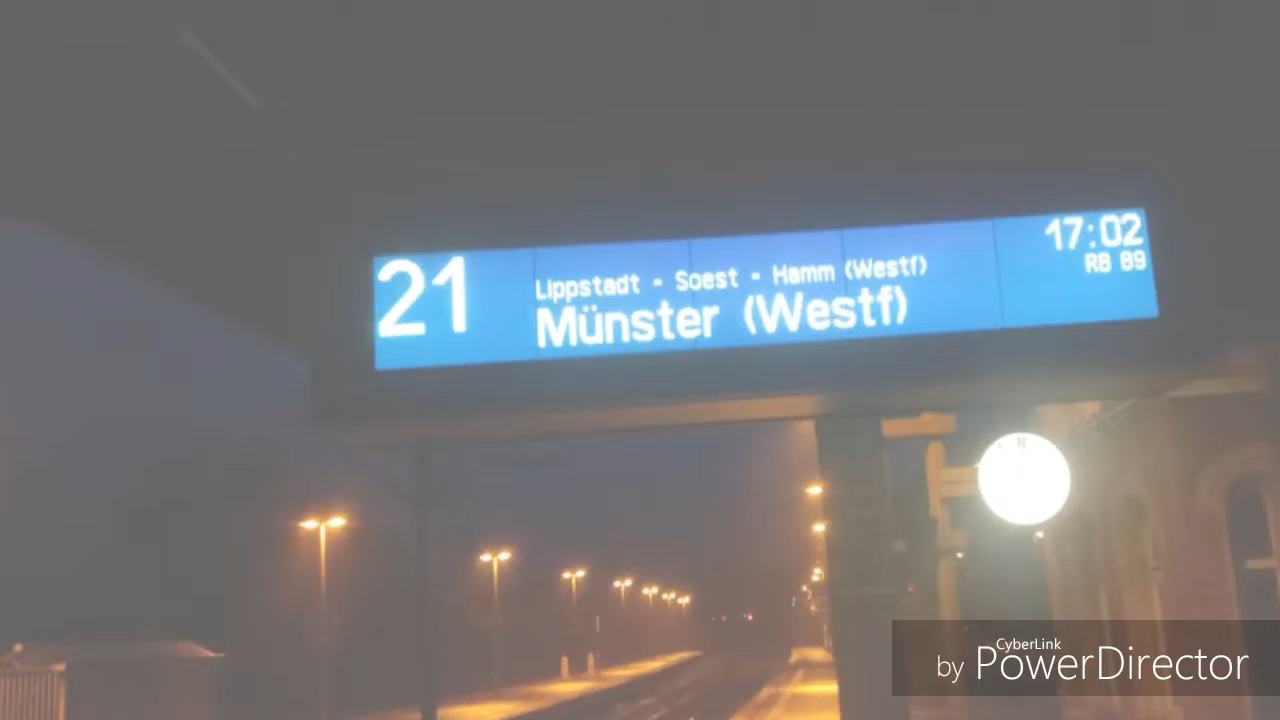 21
Lippstadt - Soest - Hamm (Westf)
Münster (Westf)
17:02
RB 89
CyberLink
by PowerDirector